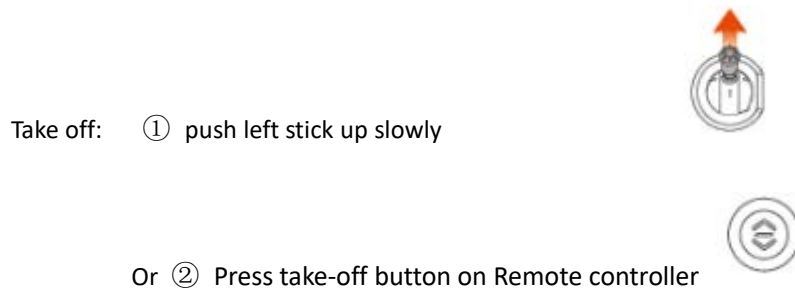 Take off: ① push left stick up slowly
Or ② Press take-off button on Remote controller